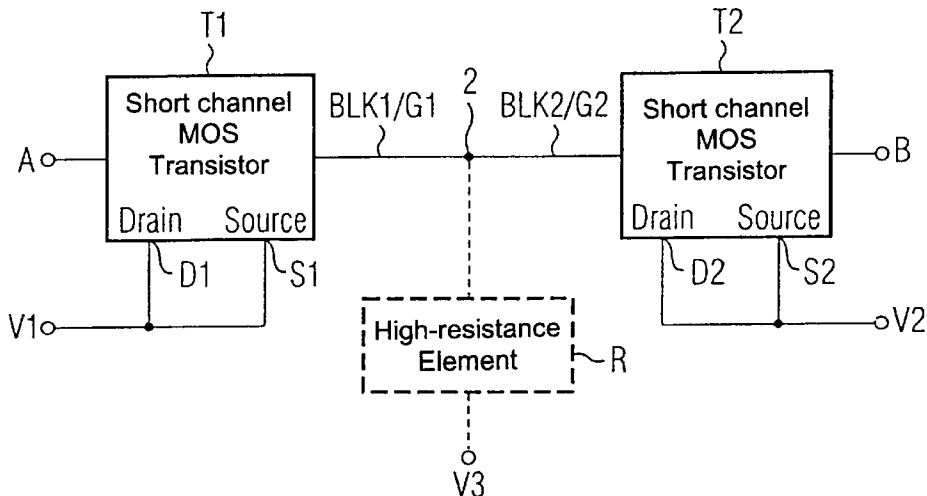 T1
T2
Short channel
MOS
Transistor
BLK1/G1
2
BLK2/G2
Short channel
MOS
Transistor
A
B
Drain
Source
Drain
Source
D1
S1
D2
S2
V1
V2
High-resistance
Element
R
V3